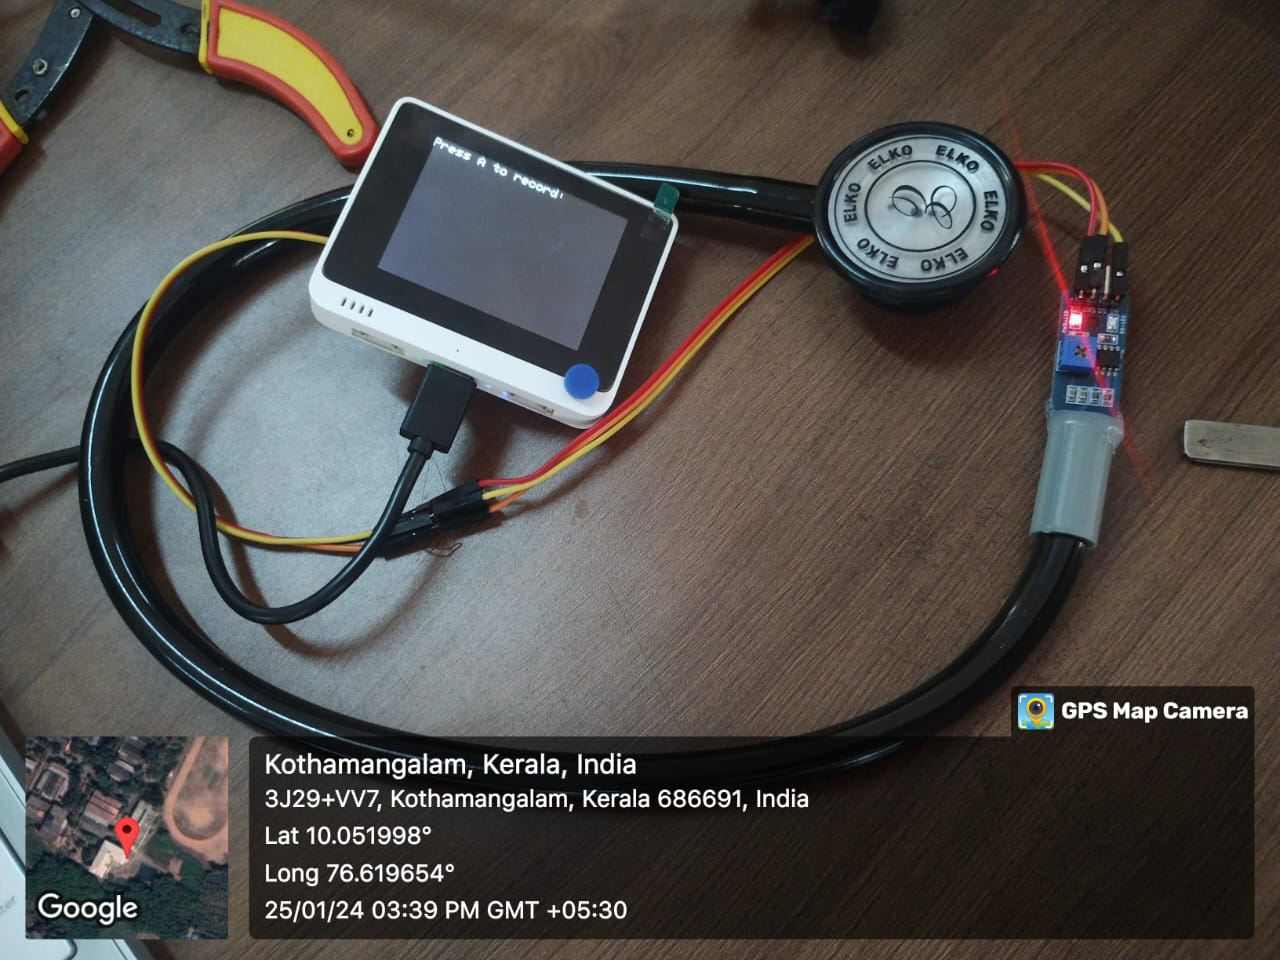 Press A to record:
ELKO ELKO ELKO ELKO ELKO ELKO
GPS Map Camera
Kothamangalam, Kerala, India
3J29+VV7, Kothamangalam, Kerala 686691, India
Lat 10.051998°
Long 76.619654°
25/01/24 03:39 PM GMT +05:30
Google